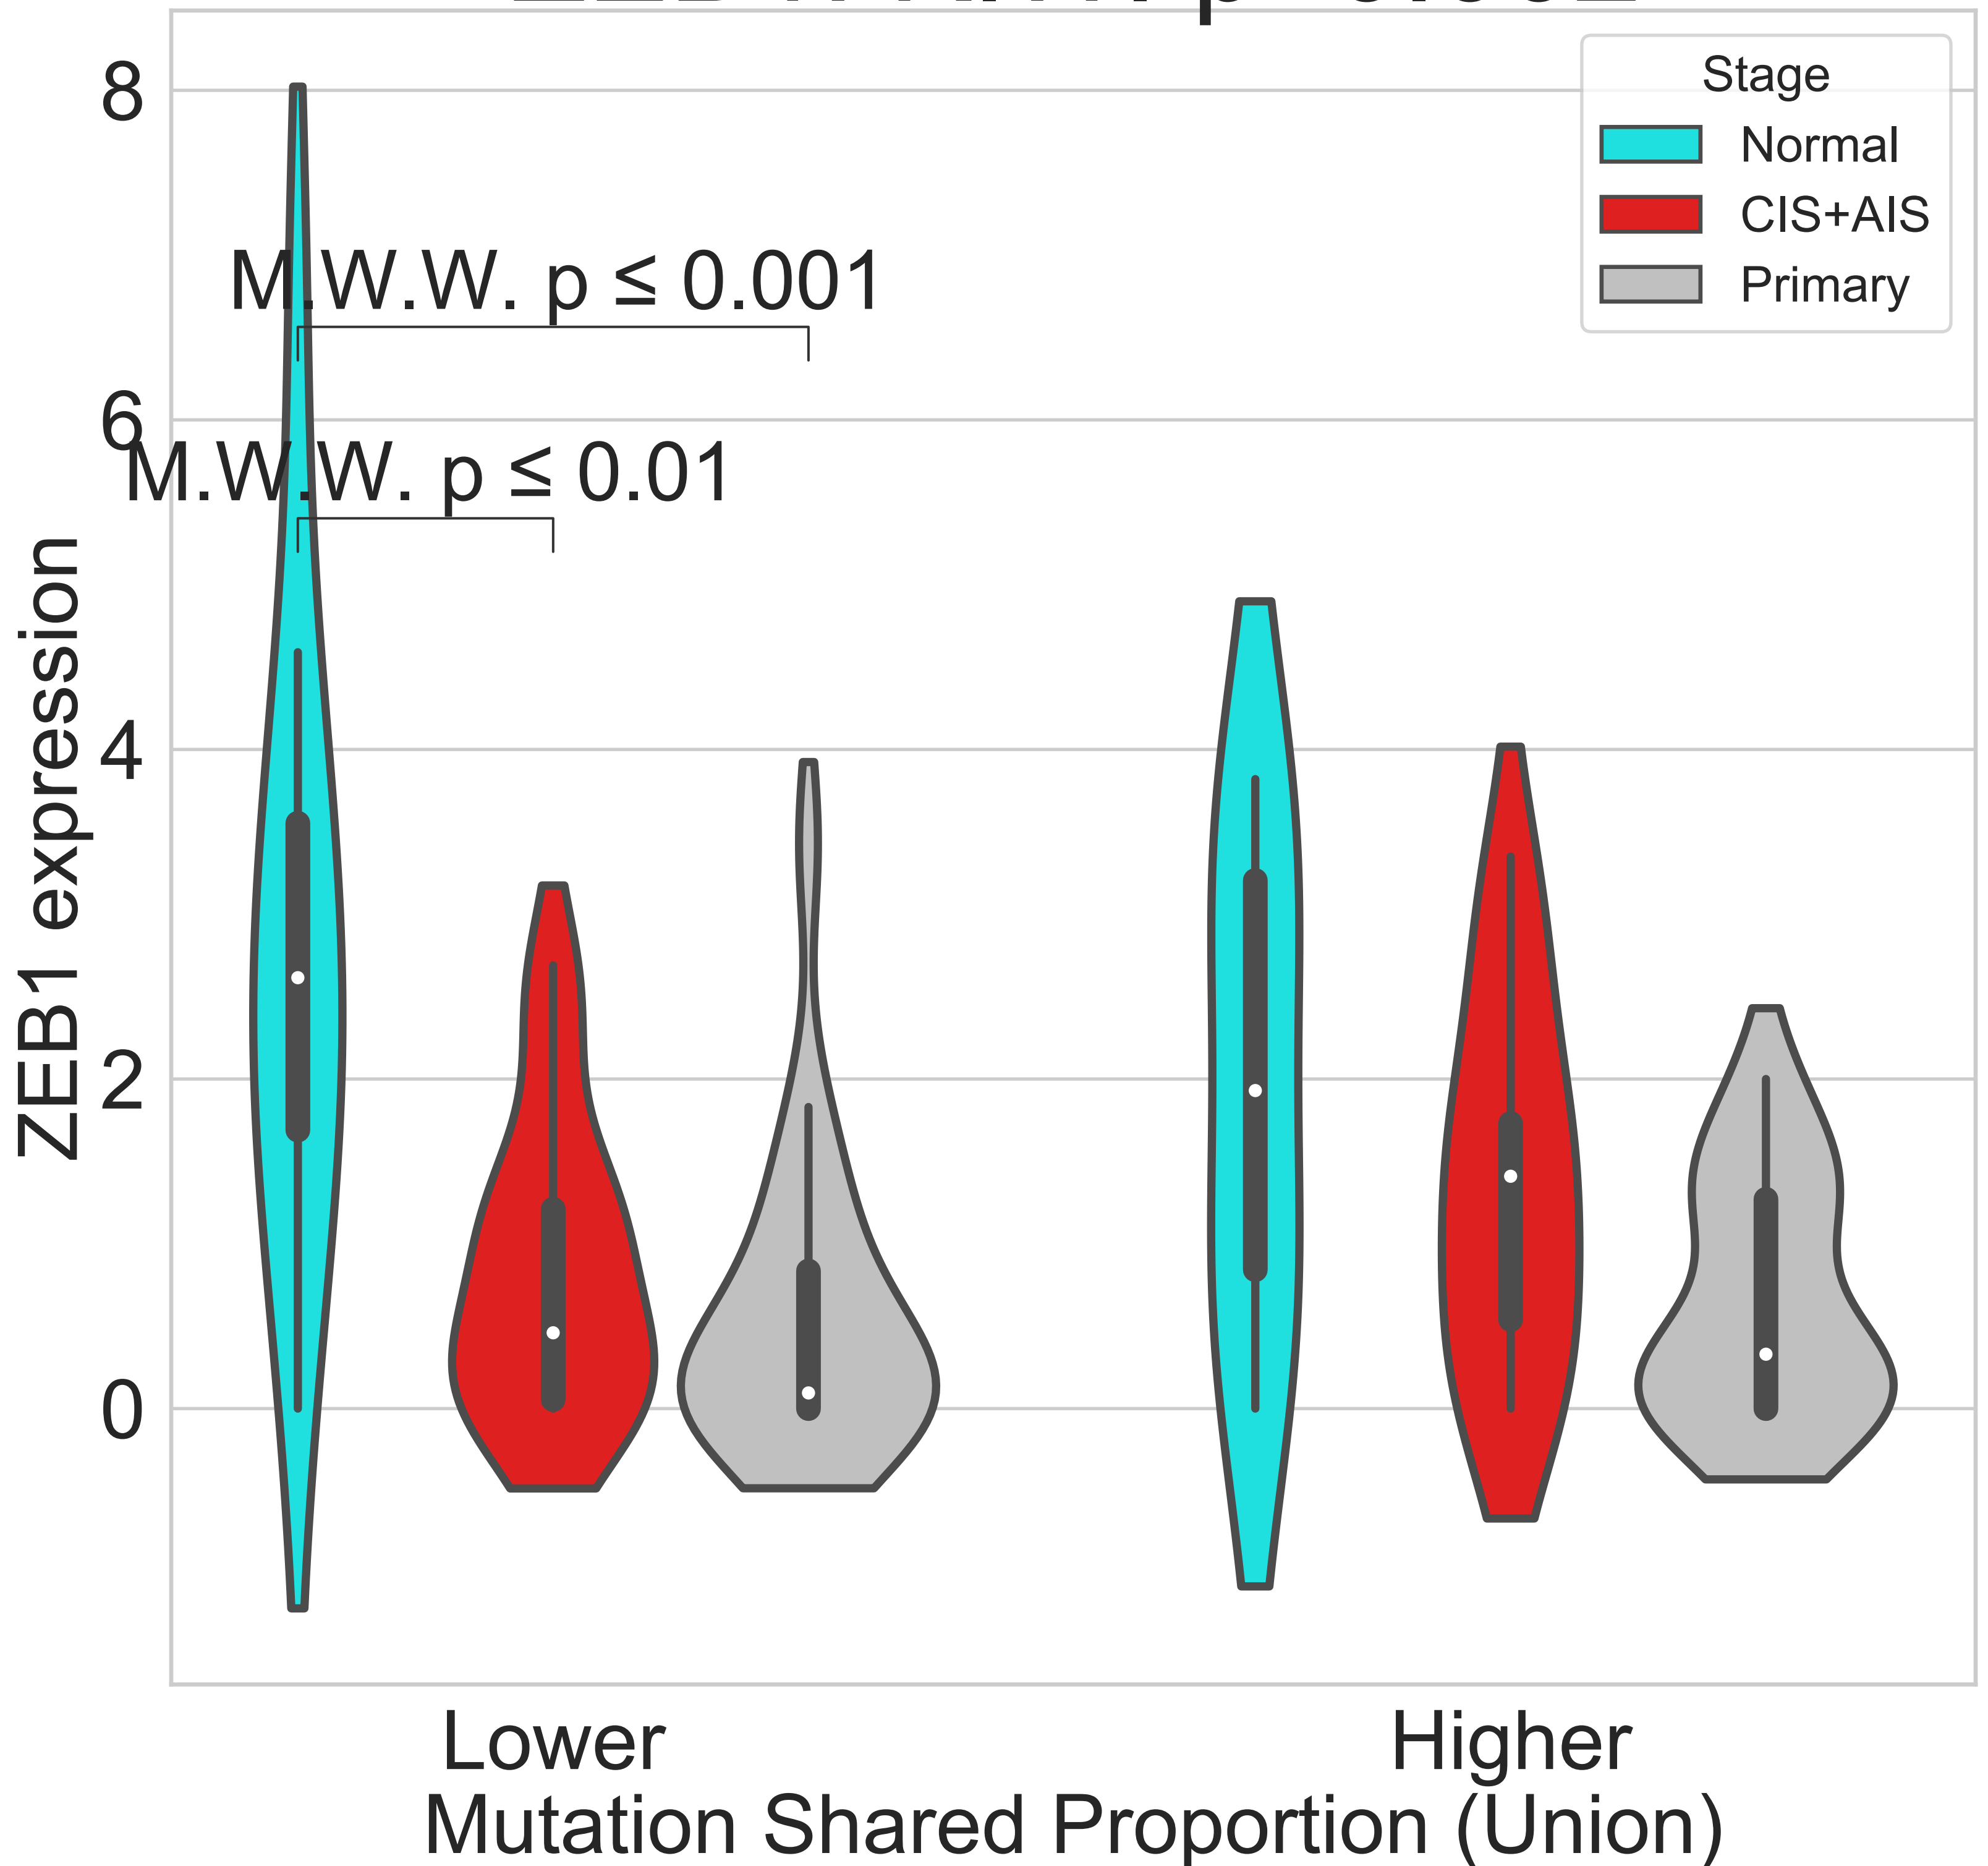 Stage
Normal
CIS+AIS
Primary
8
M.W.W. p ≤ 0.001
6
M.W.W. p ≤ 0.01
4
2
0
ZEB1 expression
Lower
Higher
Mutation Shared Proportion (Union)